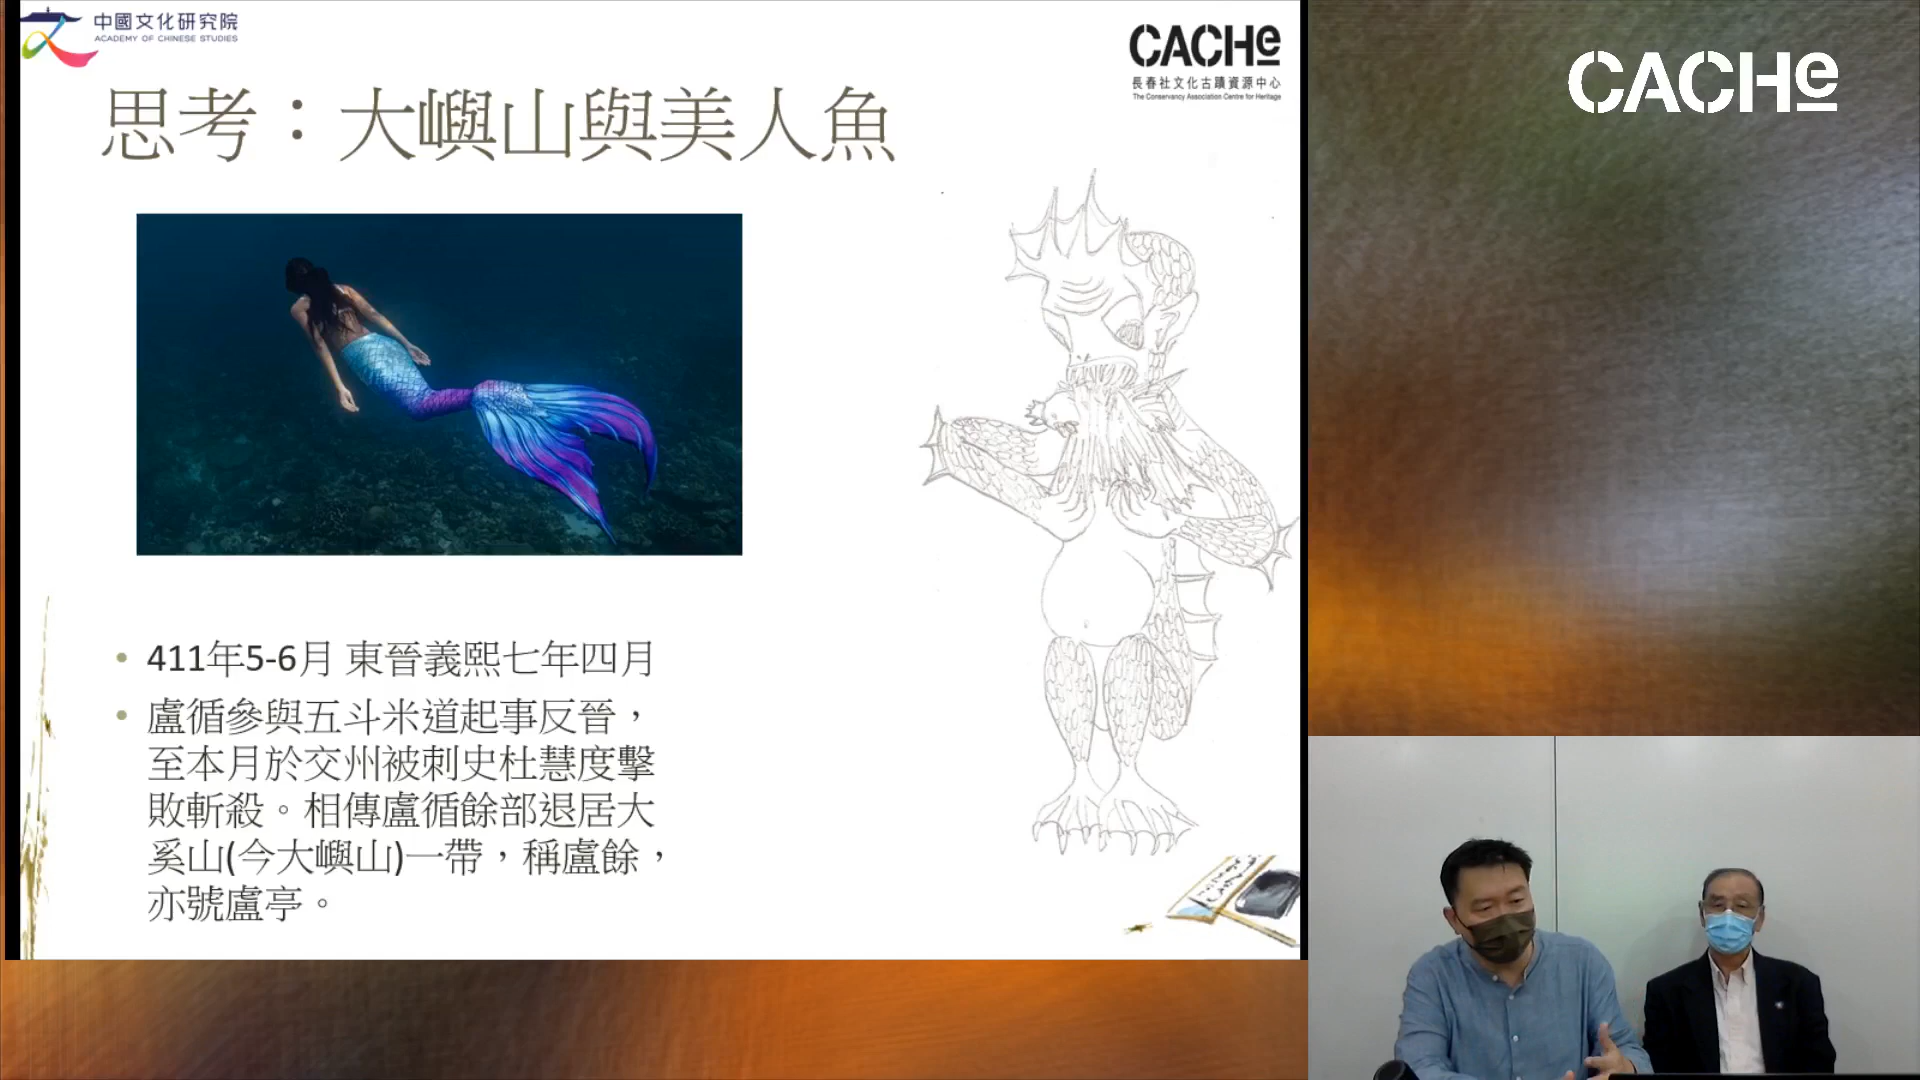 中國文化研究院
ACADEMY OF CHINESE STUDIES
CACHe
長春社文化古蹟資源中心
The Conservancy Association Centre for Heritage
CACHe
思考：大嶼山與美人魚
• 411年5-6月 東晉義熙七年四月
• 盧循參與五斗米道起事反晉，
至本月於交州被刺史杜慧度擊
敗斬殺。相傳盧循餘部退居大
奚山(今大嶼山)一帶，稱盧餘，
亦號盧亭。